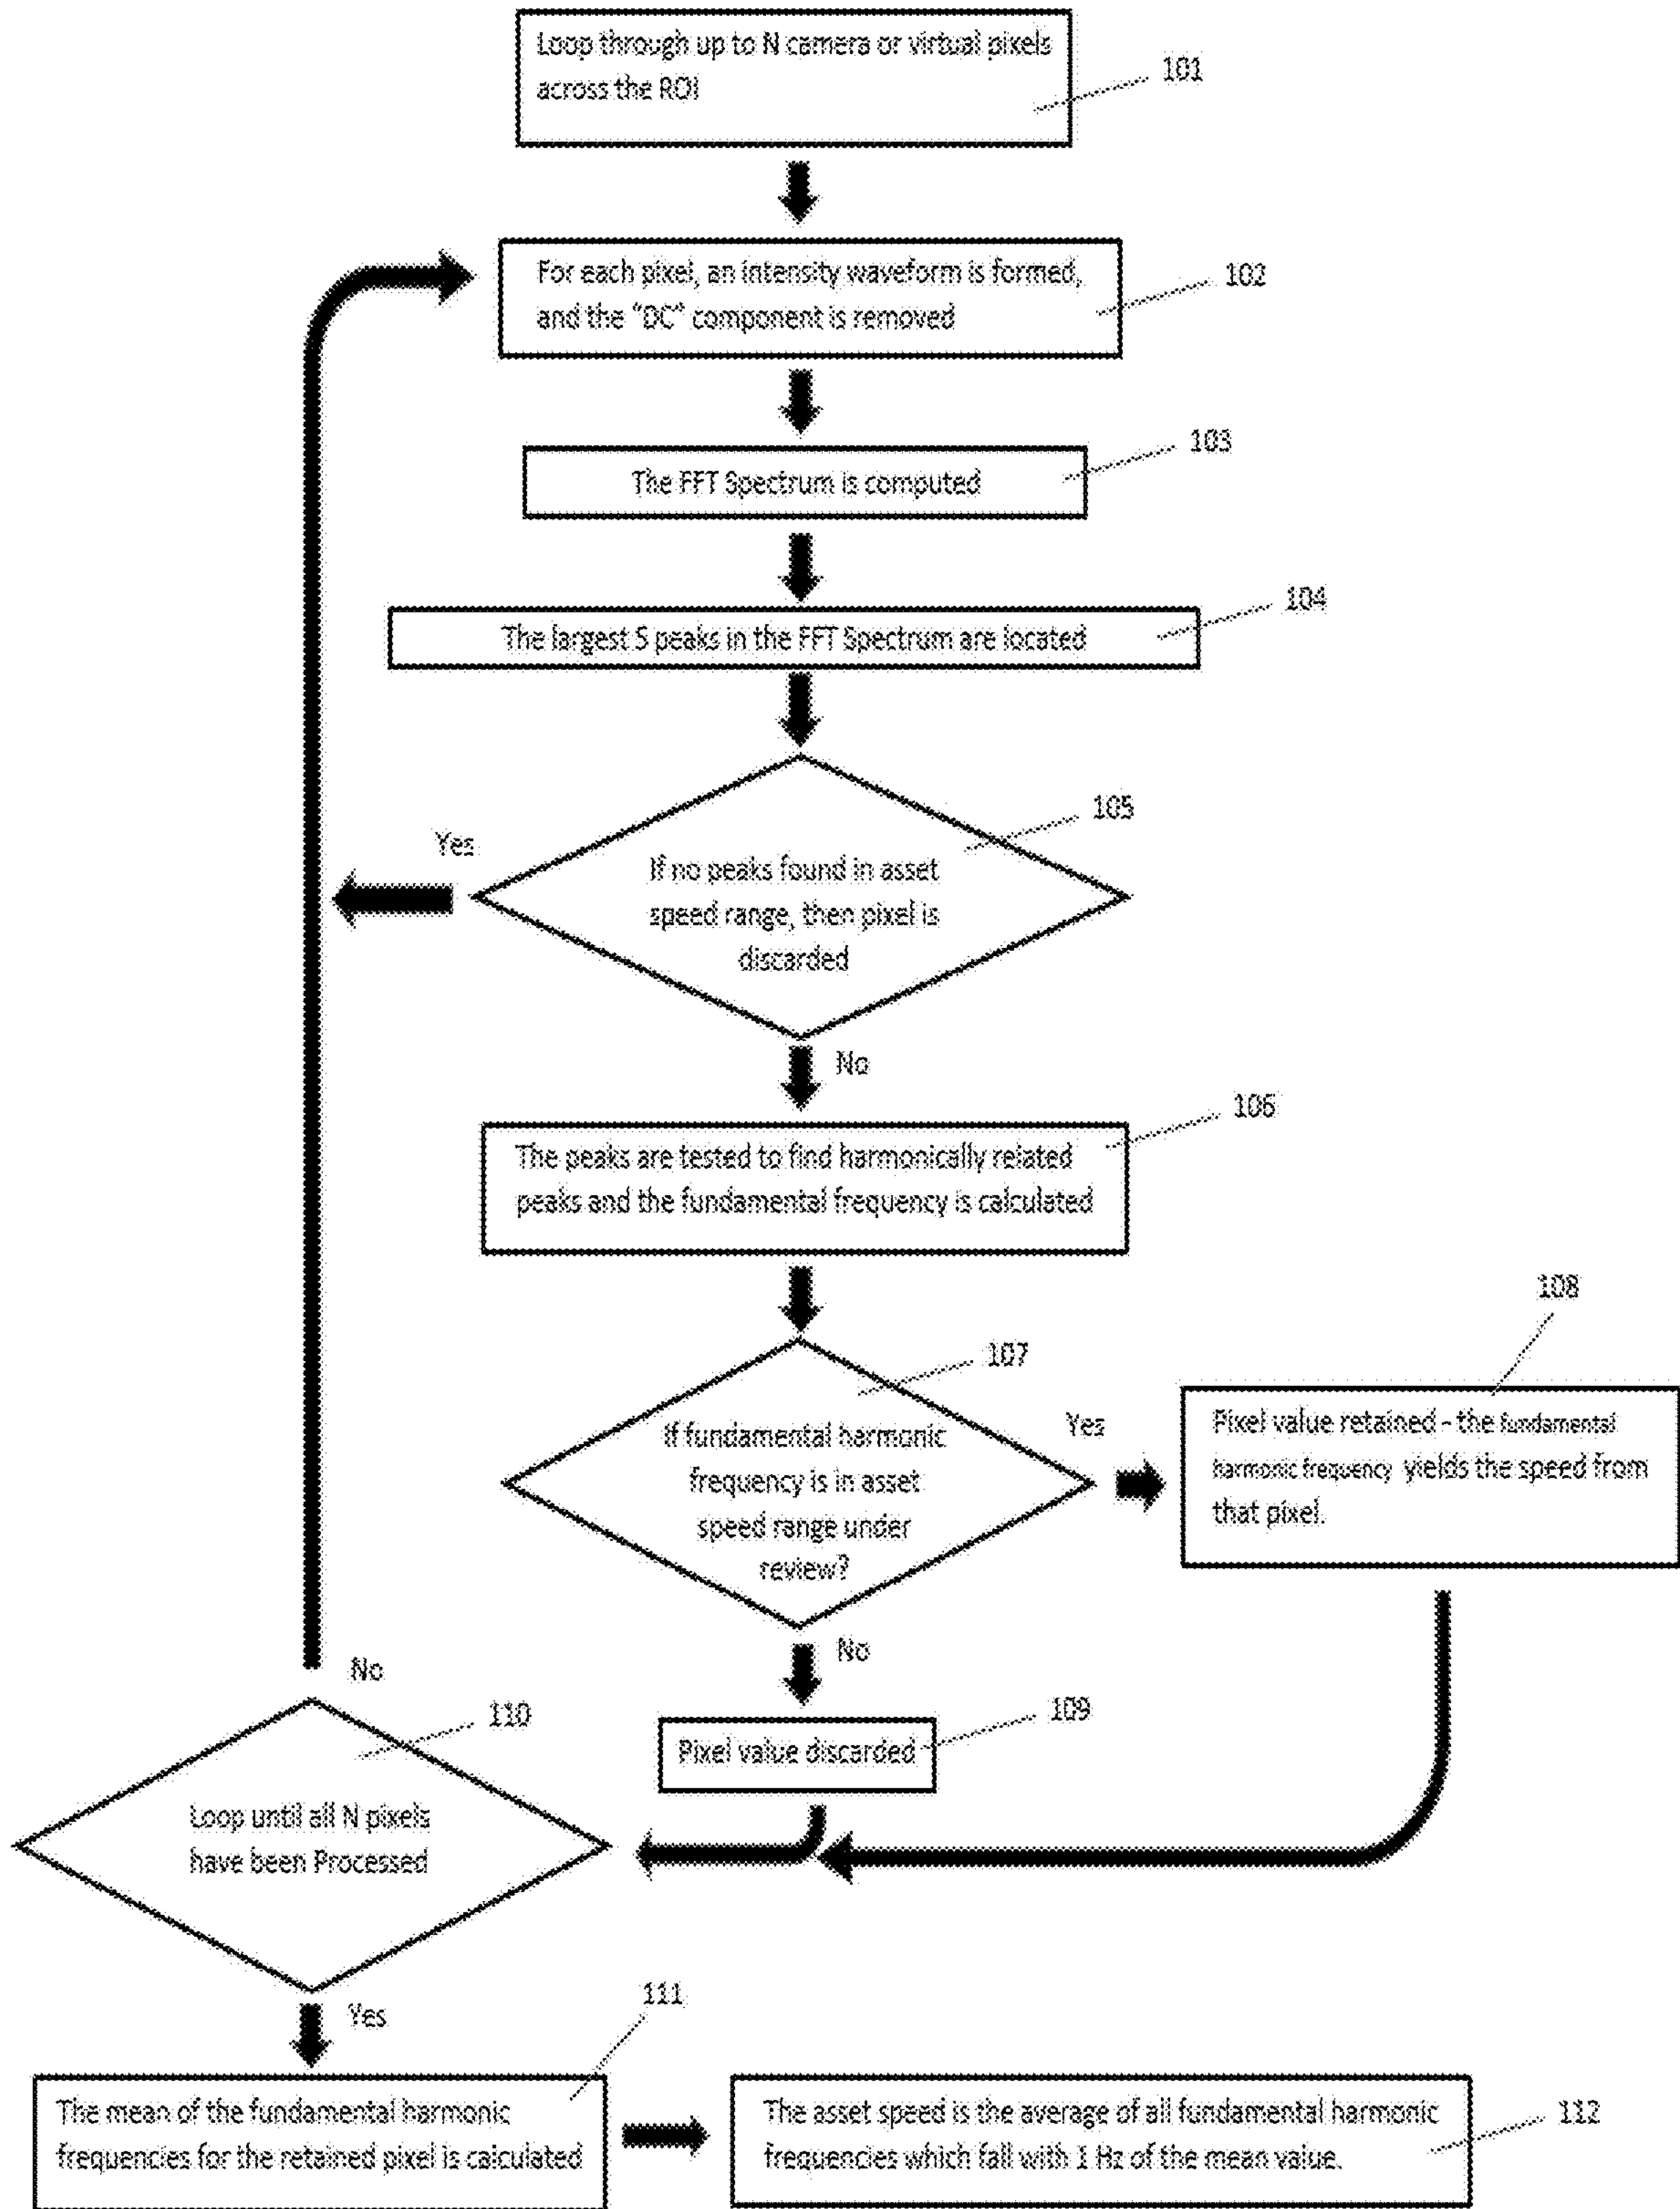 Loop through up to N camera or virtual pixels
across the ROI
101
For each pixel, an intensity waveform is formed,
and the "DC" component is removed
102
The FFT Spectrum is computed
103
The largest 5 peaks in the FFT Spectrum are located
104
If no peaks found in asset
speed range, then pixel is
discarded
105
Yes
No
The peaks are tested to find harmonically related
peaks and the fundamental frequency is calculated
106
If fundamental harmonic
frequency is in asset
speed range under
review?
107
Yes
108
Pixel value retained - the fundamental
harmonic frequency yields the speed from
that pixel.
No
Pixel value discarded
109
No
110
Loop until all N pixels
have been Processed
Yes
111
The mean of the fundamental harmonic
frequencies for the retained pixel is calculated
The asset speed is the average of all fundamental harmonic
frequencies which fall with 1 Hz of the mean value.
112